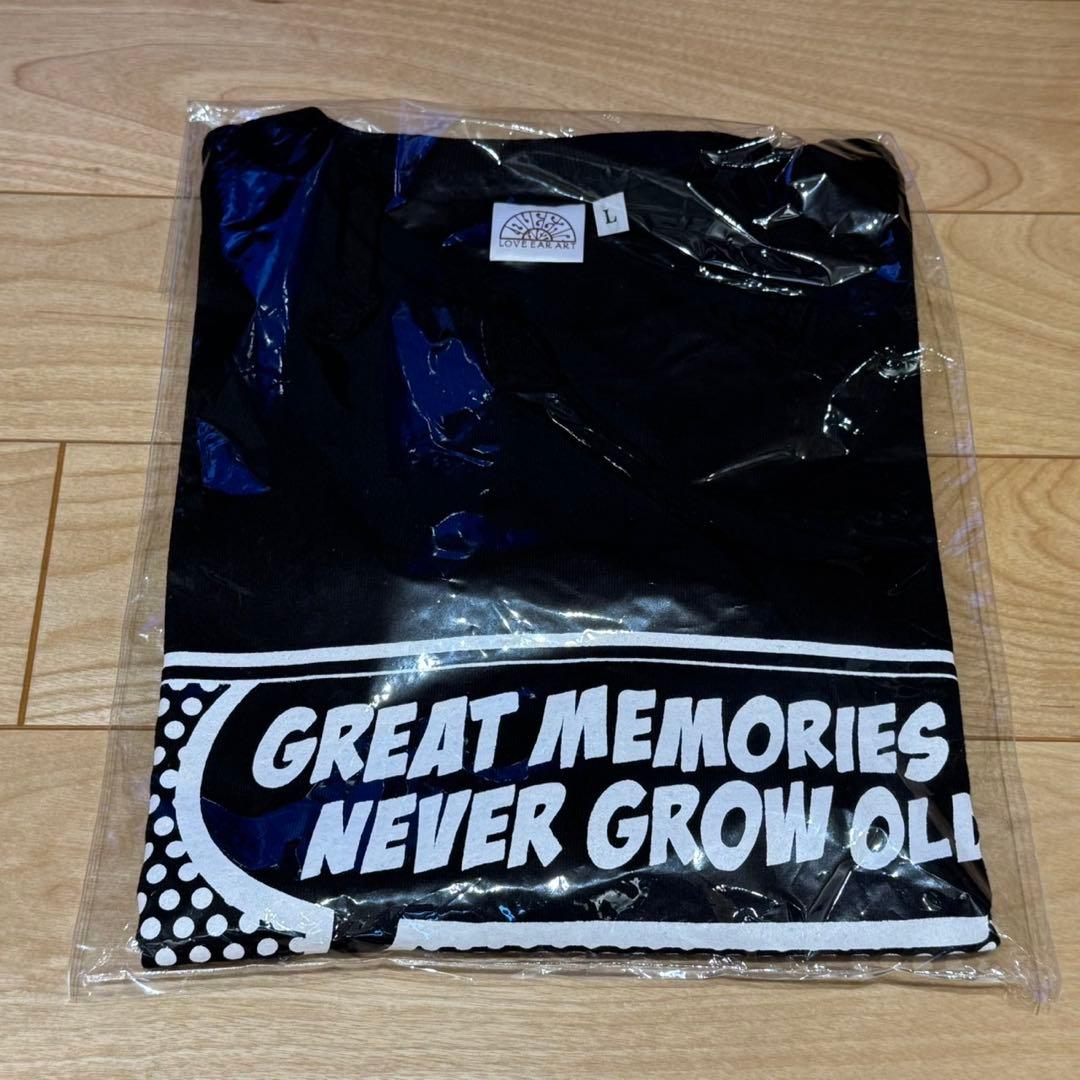 LOVE EAR ART
L
GREAT MEMORIES
NEVER GROW OLD